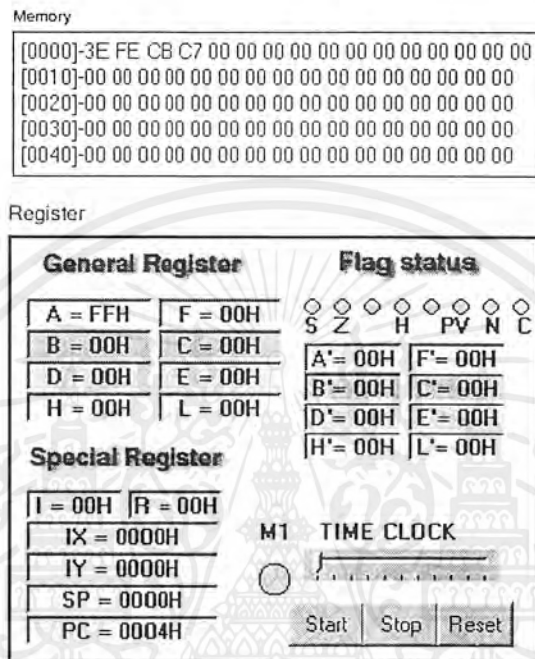 Memory
[0000]-3E FE CB C7 00 00 00 00 00 00 00 00 00 00 00 00
[0010]-00 00 00 00 00 00 00 00 00 00 00 00 00 00 00 00
[0020]-00 00 00 00 00 00 00 00 00 00 00 00 00 00 00 00
[0030]-00 00 00 00 00 00 00 00 00 00 00 00 00 00 00 00
[0040]-00 00 00 00 00 00 00 00 00 00 00 00 00 00 00 00
Register
General Register
A = FFH F = 00H
B = 00H C = 00H
D = 00H E = 00H
H = 00H L = 00H
Flag status
S Z H PV N C
A'= 00H F'= 00H
B'= 00H C'= 00H
D'= 00H E'= 00H
H'= 00H L'= 00H
Special Register
I = 00H R = 00H
IX = 0000H
IY = 0000H
SP = 0000H
PC = 0004H
M1 TIME CLOCK
Start Stop Reset